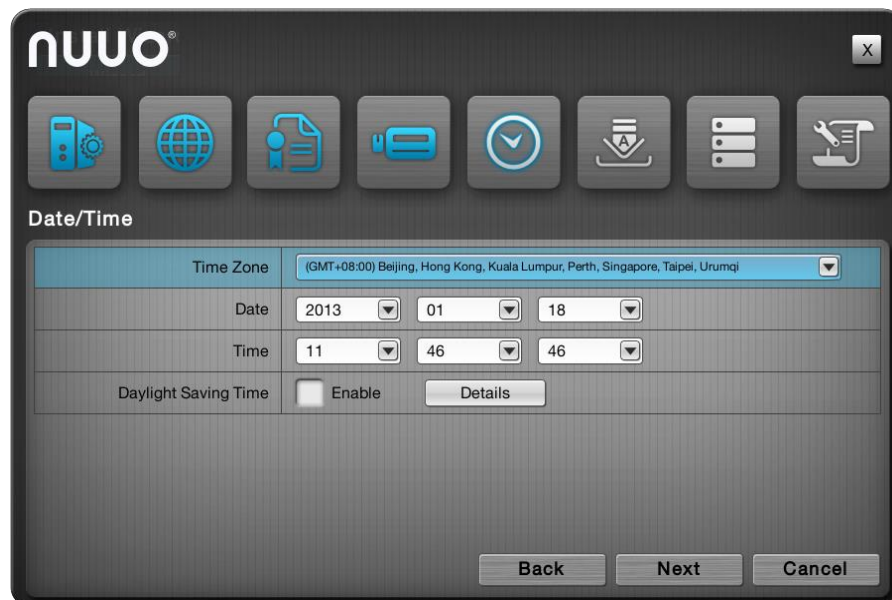 nuuo®
X
A
Date/Time
Time Zone (GMT+08:00) Beijing, Hong Kong, Kuala Lumpur, Perth, Singapore, Taipei, Urumqi
Date 2013 01 18
Time 11 46 46
Daylight Saving Time Enable Details
Back Next Cancel